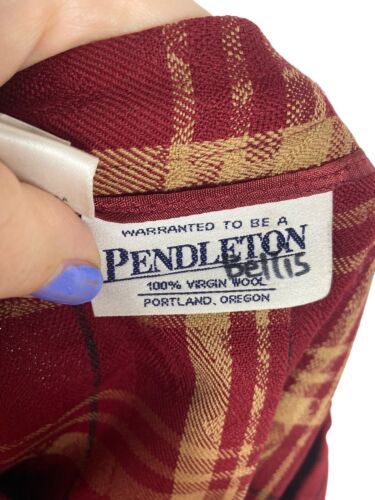 WARRANTED TO BE A
PENDLETON
Bellis
100% VIRGIN WOOL
PORTLAND, OREGON